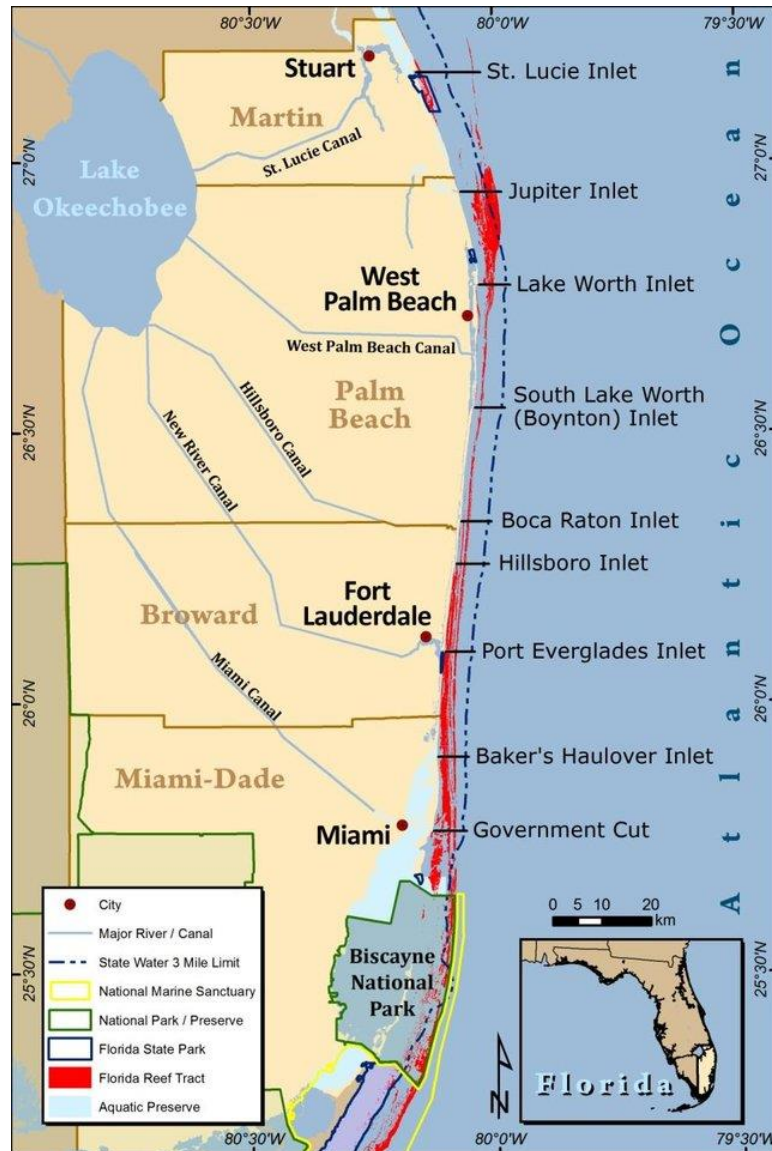 80°30'W
80°0'W
79°30'W
Stuart
St. Lucie Inlet
Martin
St. Lucie Canal
27°0'N
27°0'N
Lake
Okeechobee
Jupiter Inlet
West
Palm Beach
Lake Worth Inlet
West Palm Beach Canal
Palm
Beach
Hillsboro Canal
New River Canal
South Lake Worth
(Boynton) Inlet
26°30'N
26°30'N
Boca Raton Inlet
Hillsboro Inlet
Fort
Lauderdale
Broward
Port Everglades Inlet
Miami Canal
26°0'N
26°0'N
Baker's Haulover Inlet
Miami-Dade
Miami
Government Cut
Atlantic Ocean
City
Major River / Canal
State Water 3 Mile Limit
National Marine Sanctuary
National Park / Preserve
Florida State Park
Florida Reef Tract
Aquatic Preserve
Biscayne
National
Park
0 5 10 20
km
25°30'N
25°30'N
N
Florida
80°30'W
80°0'W
79°30'W